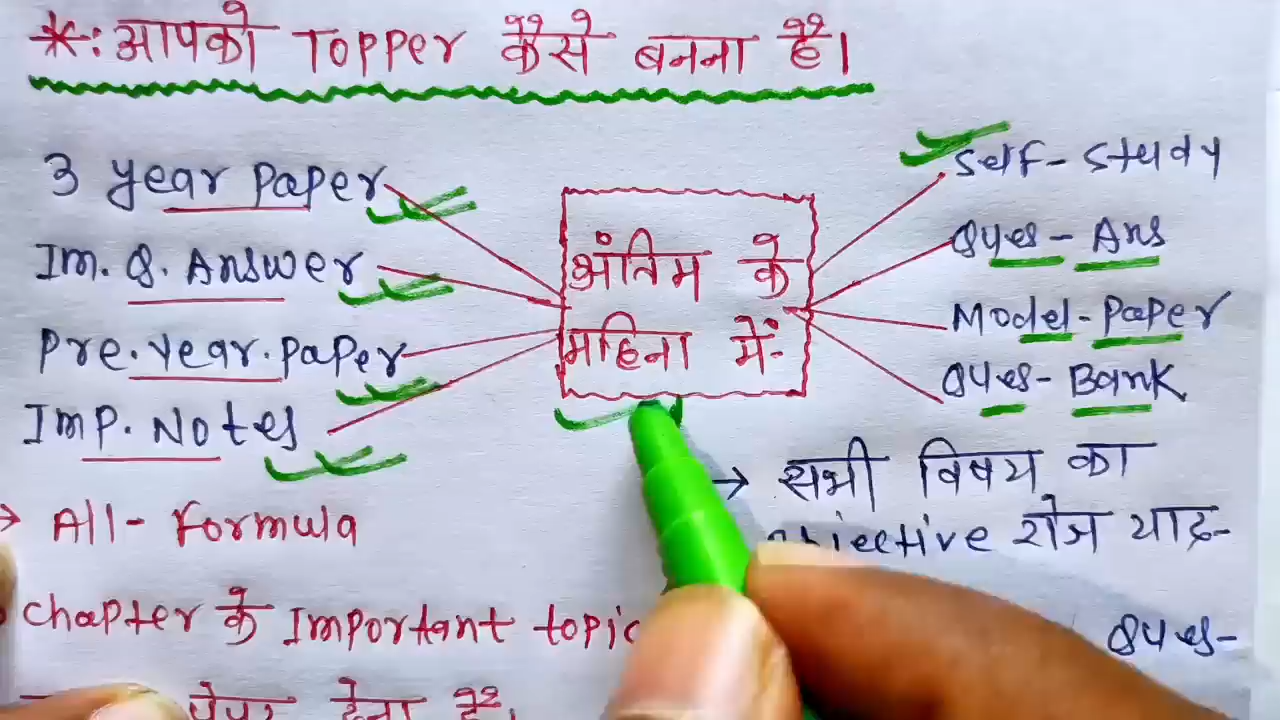 *: आपको Topper कैसे बनना है।
3 year paper
Im. Q. Answer
Pre. year. paper
Imp. Notes
अंतिम के
महिना में-
Self-study
Ques-Ans
Model-paper
Ques-Bank
→ सभी विषय का
objective रोज याद-
Ques-
→ All-Formula
chapter के Important topic
पेपर देना है।